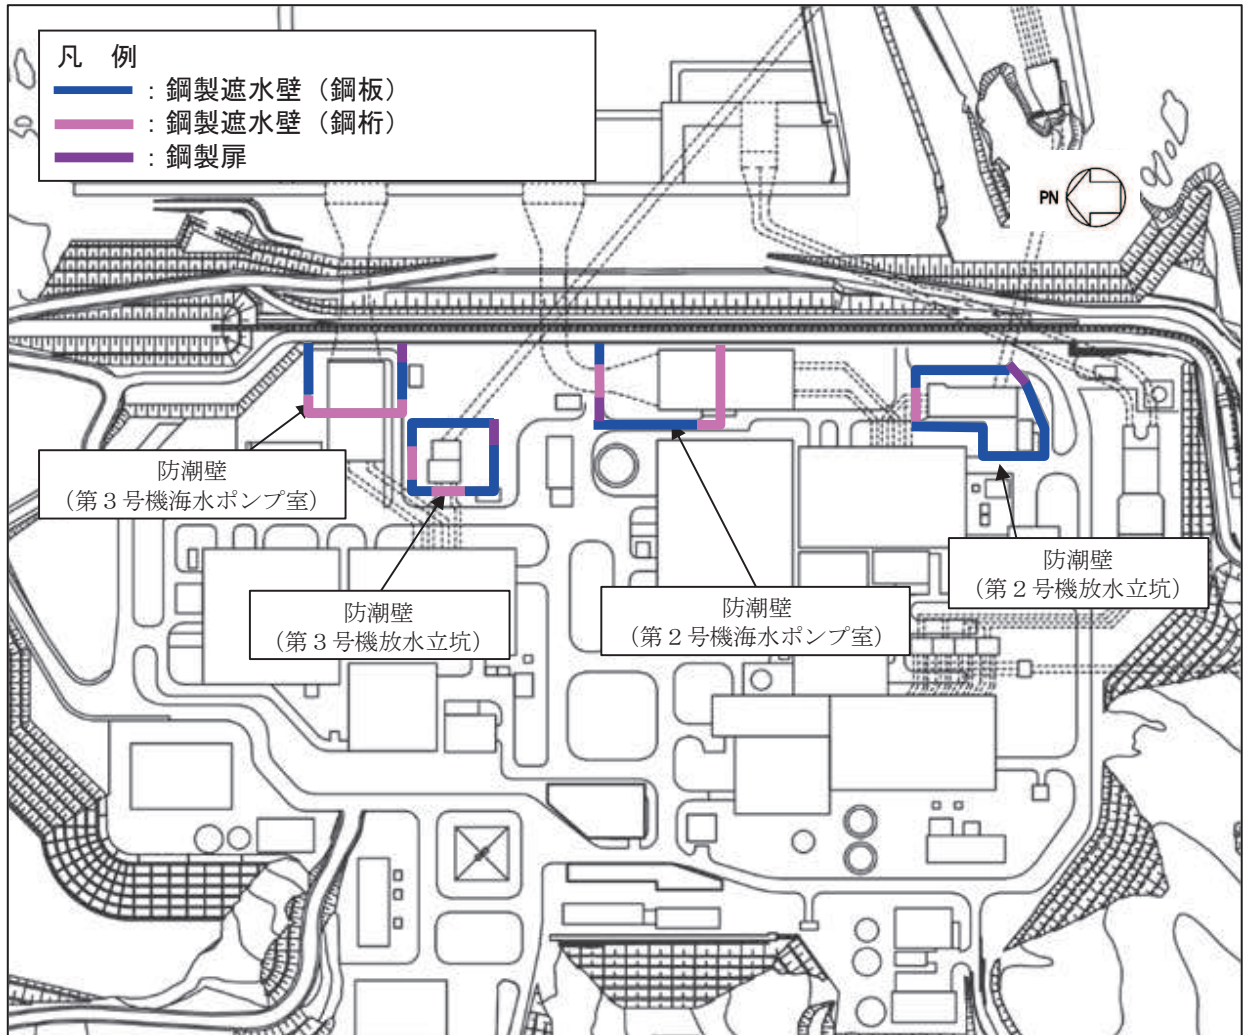 凡　例
：鋼製遮水壁（鋼板）
：鋼製遮水壁（鋼桁）
：鋼製扉
PN
防潮壁
（第３号機海水ポンプ室）
防潮壁
（第３号機放水立坑）
防潮壁
（第２号機海水ポンプ室）
防潮壁
（第２号機放水立坑）